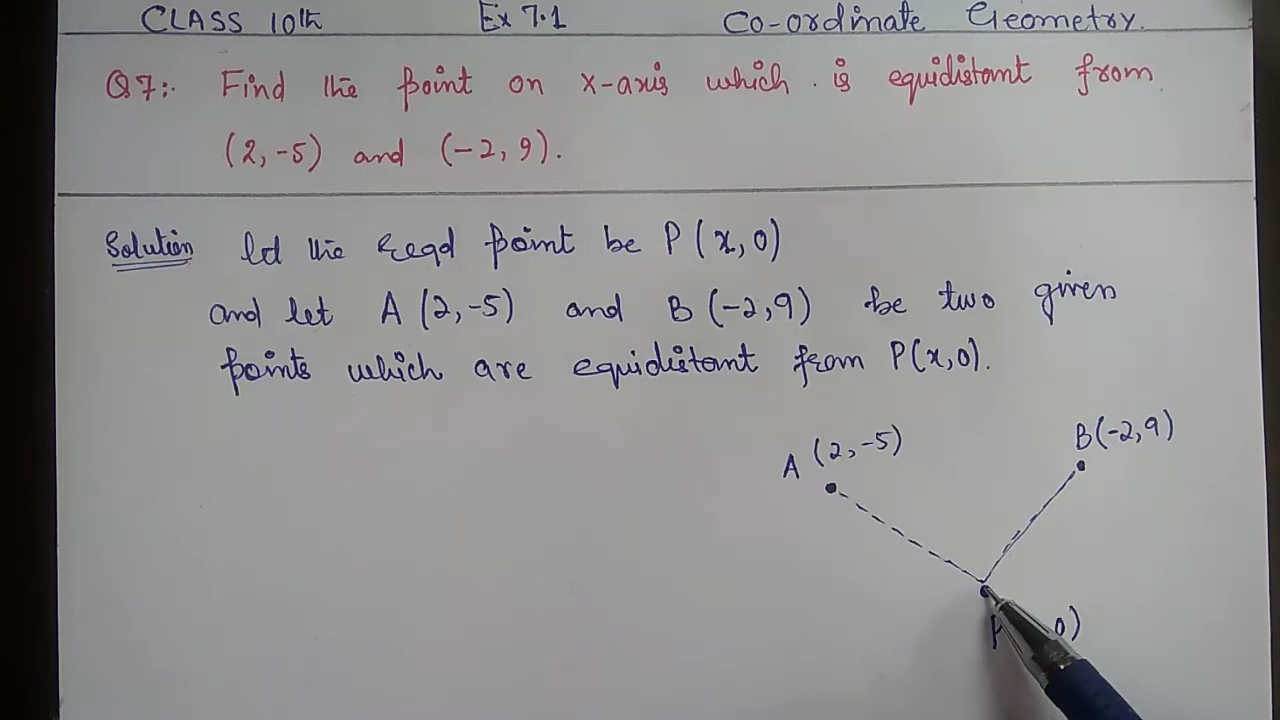 CLASS 10th Ex 7.1 Co-ordinate Geometry.
Q7:- Find the point on x-axis which is equidistant from
(2,-5) and (-2, 9).
Solution let the reqd point be P(x,0)
and let A(2,-5) and B(-2,9) be two given
points which are equidistant from P(x,0).
A (2,-5)
B(-2,9)
0)